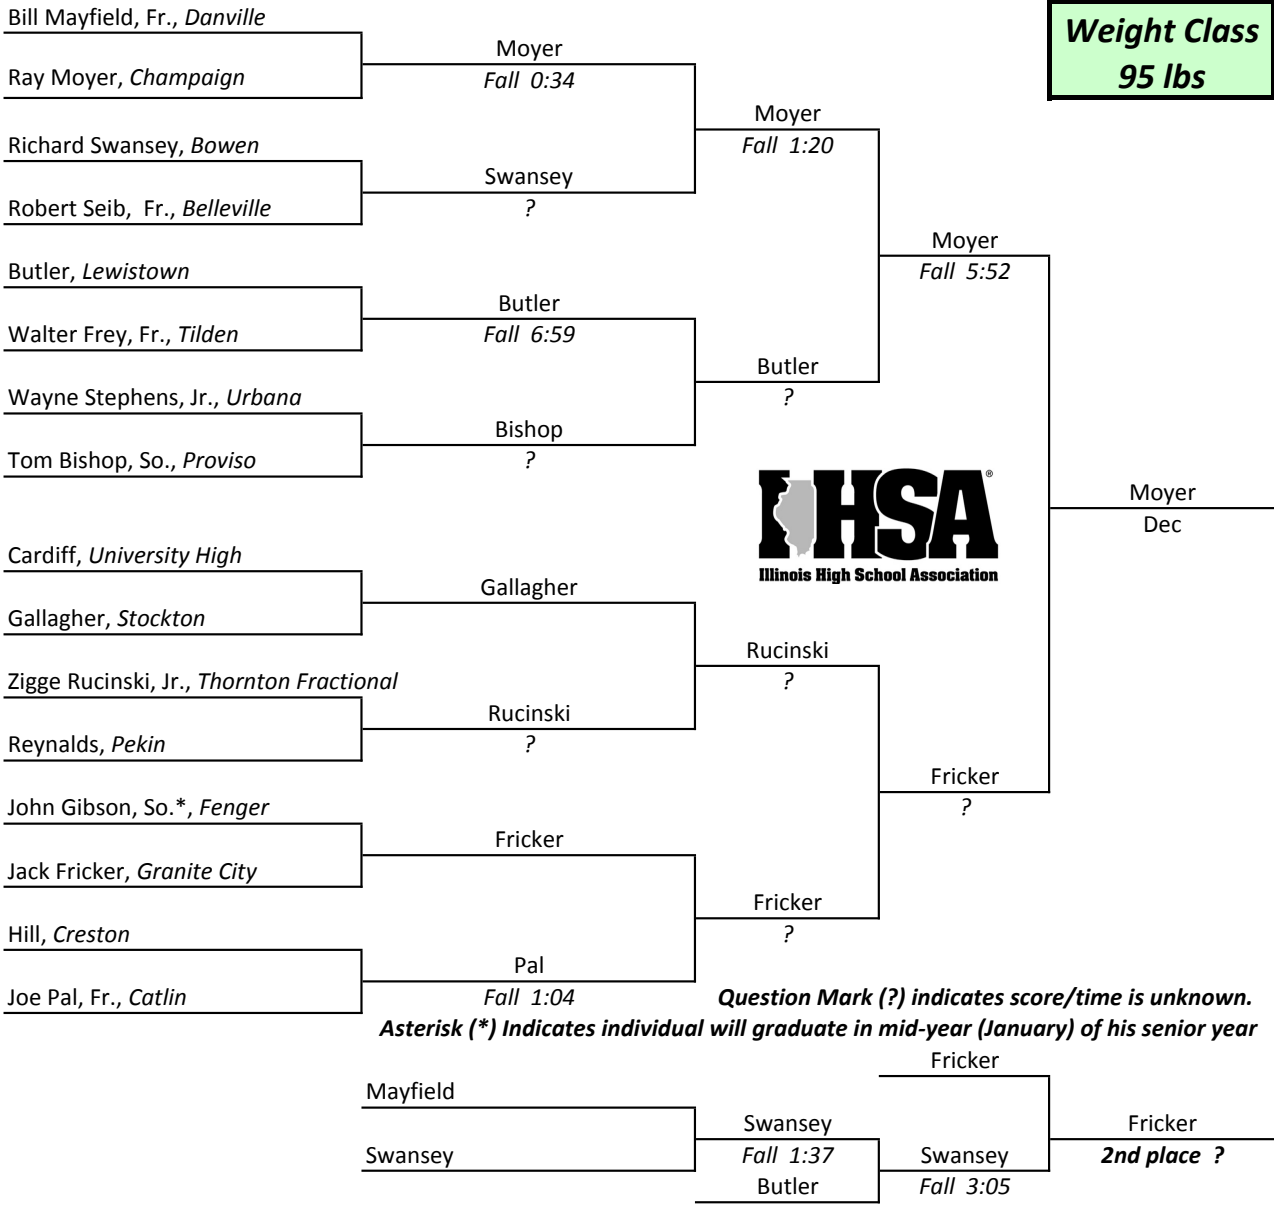 Bill Mayfield, Fr., Danville
Weight Class
95 lbs
Moyer
Ray Moyer, Champaign
Fall 0:34
Moyer
Richard Swansey, Bowen
Fall 1:20
Swansey
Robert Seib, Fr., Belleville
?
Moyer
Butler, Lewistown
Fall 5:52
Butler
Walter Frey, Fr., Tilden
Fall 6:59
Butler
Wayne Stephens, Jr., Urbana
?
Bishop
Tom Bishop, So., Proviso
?
IHSA®
Illinois High School Association
Moyer
Dec
Cardiff, University High
Gallagher
Gallagher, Stockton
Rucinski
Zigge Rucinski, Jr., Thornton Fractional
?
Rucinski
Reynalds, Pekin
?
Fricker
John Gibson, So.*, Fenger
?
Fricker
Jack Fricker, Granite City
Fricker
Hill, Creston
?
Pal
Joe Pal, Fr., Catlin
Fall 1:04
Question Mark (?) indicates score/time is unknown.
Asterisk (*) Indicates individual will graduate in mid-year (January) of his senior year
Fricker
Mayfield
Swansey
Fricker
Swansey
Fall 1:37
Swansey
2nd place ?
Butler
Fall 3:05